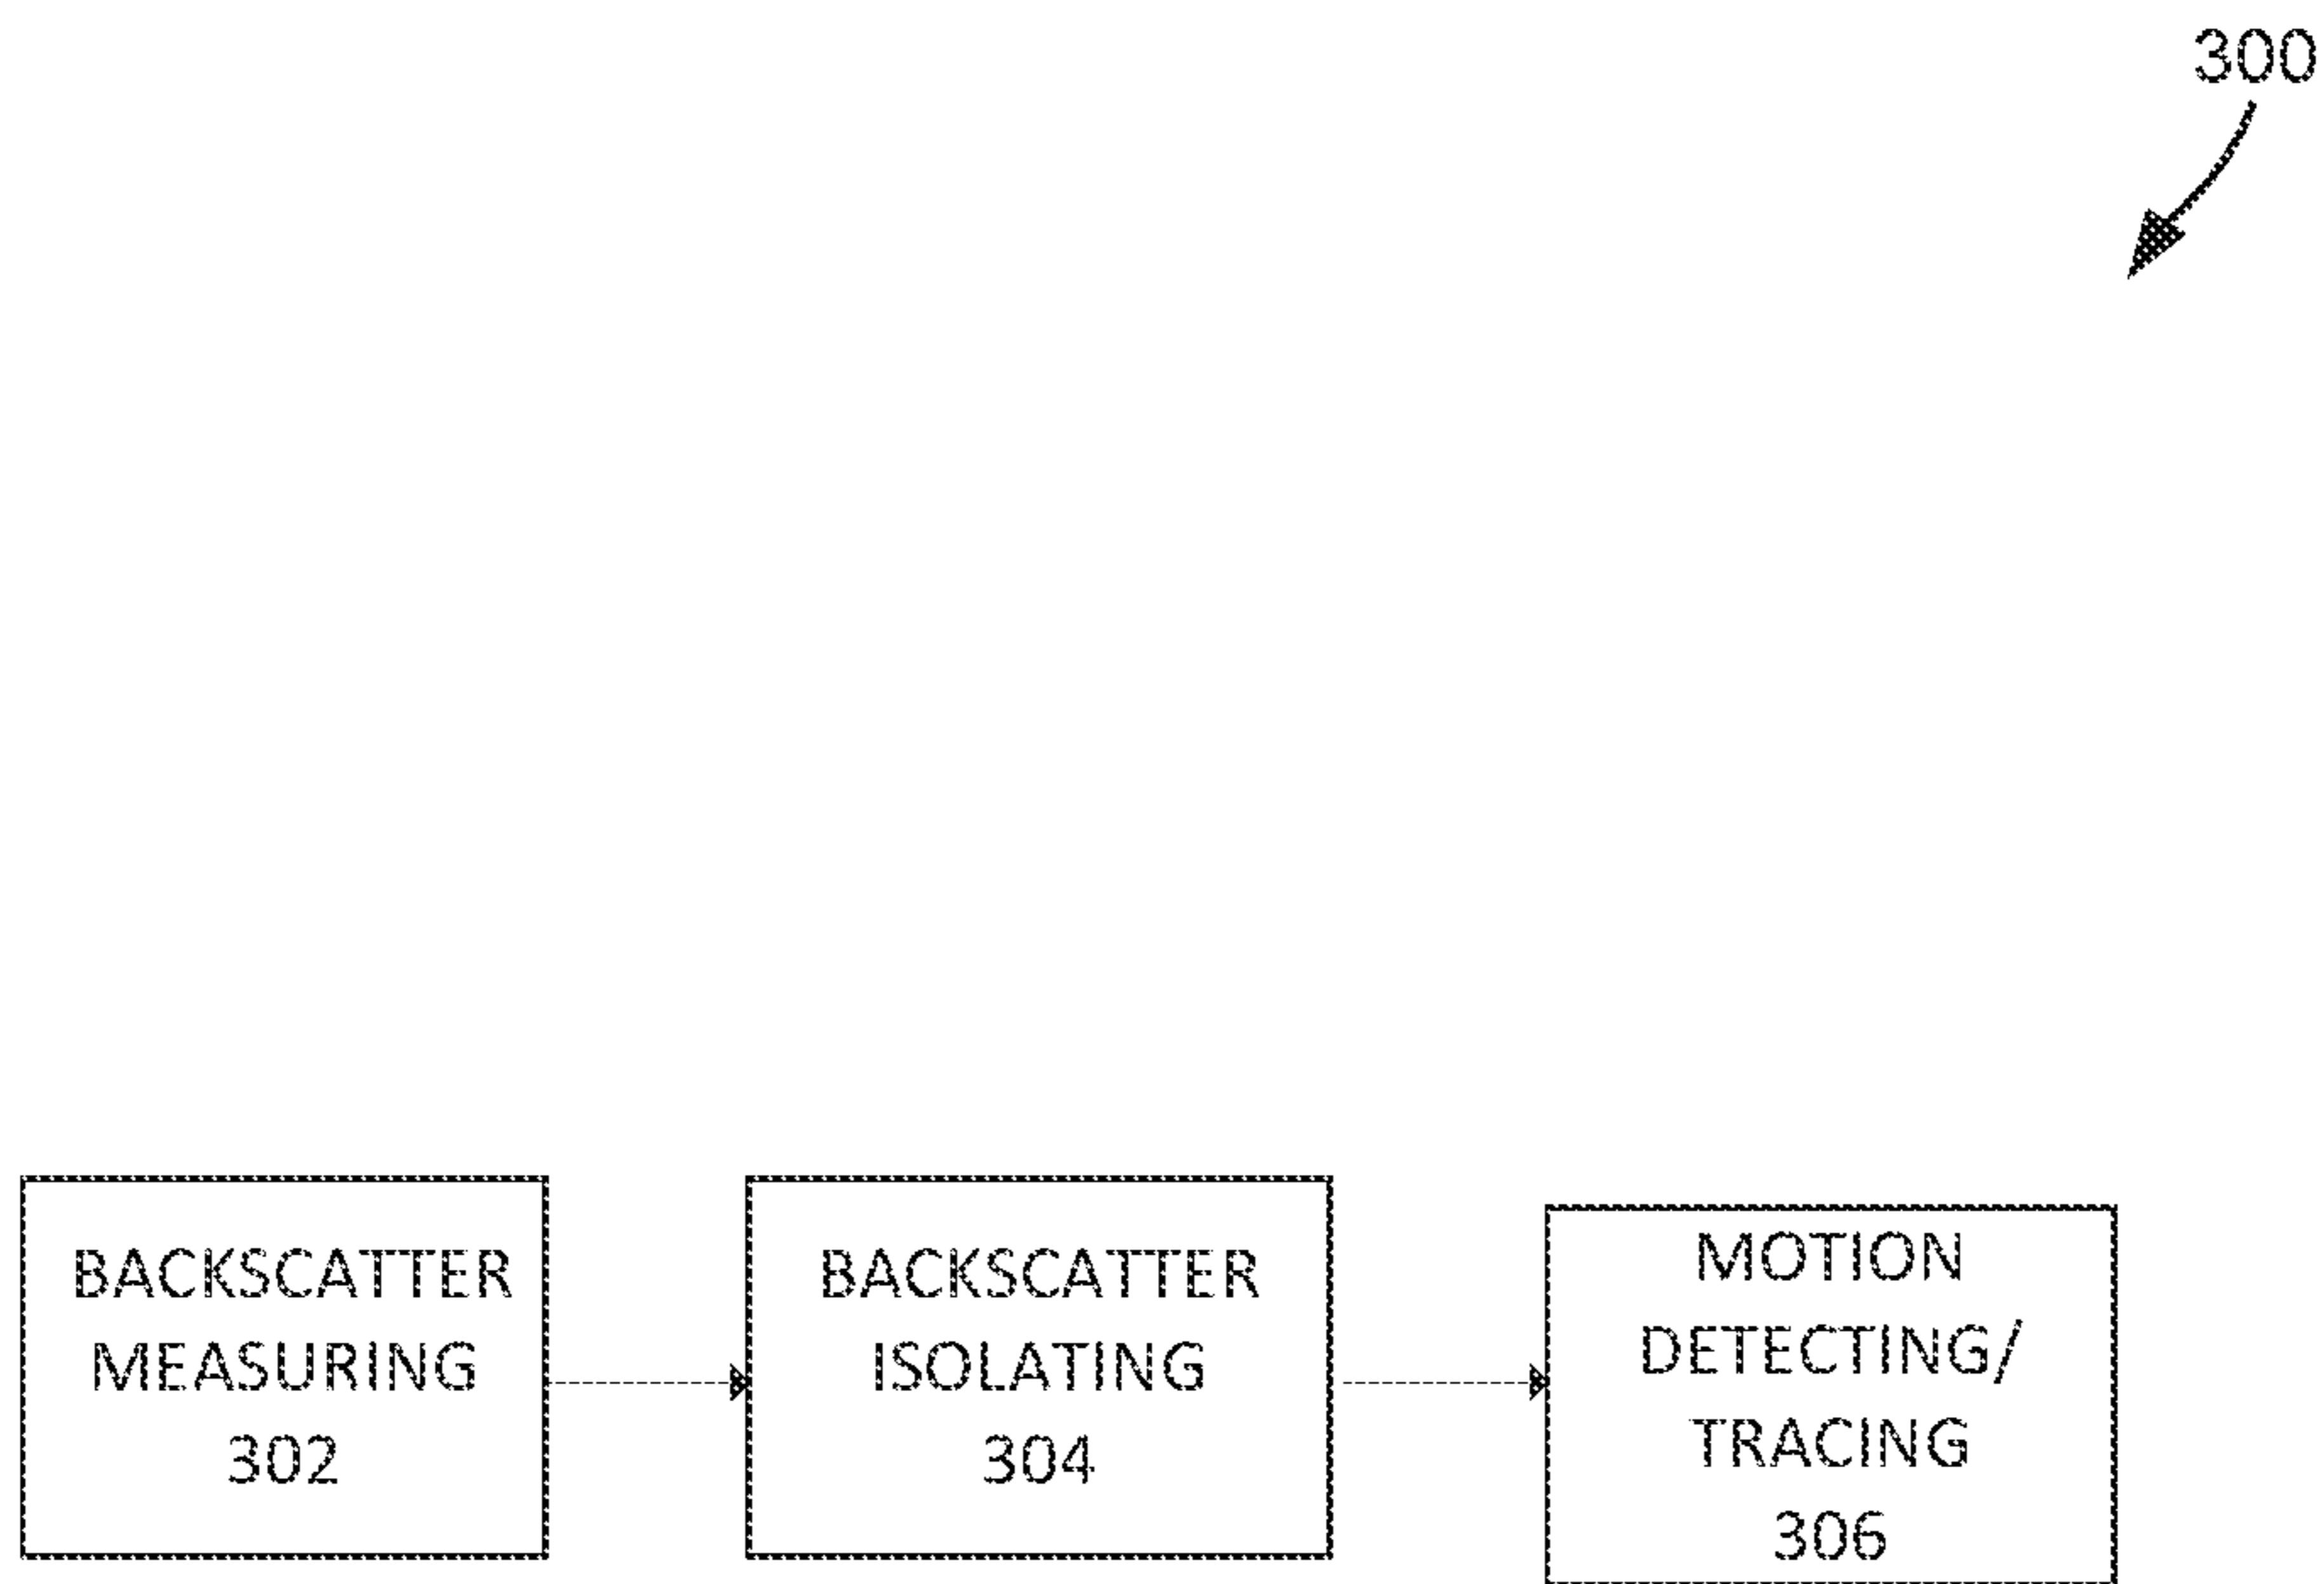 300
BACKSCATTER
MEASURING
302
BACKSCATTER
ISOLATING
304
MOTION
DETECTING/
TRACING
306